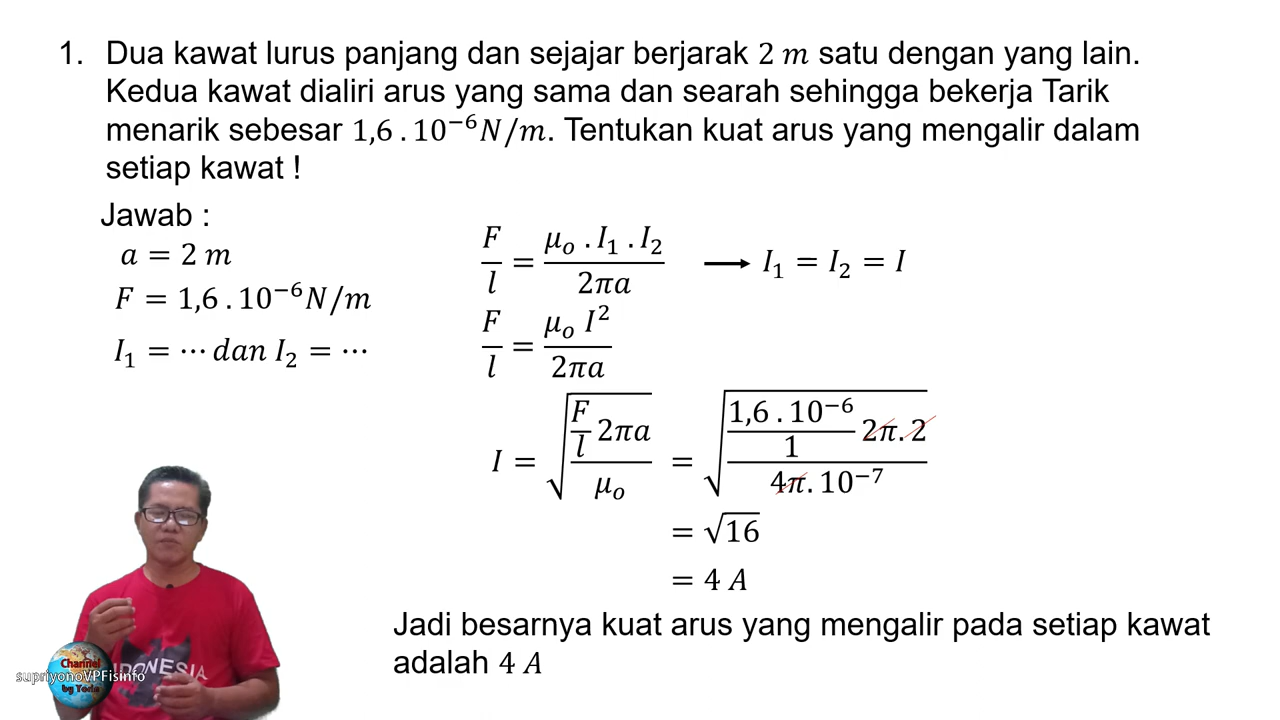 1. Dua kawat lurus panjang dan sejajar berjarak 2 m satu dengan yang lain.
Kedua kawat dialiri arus yang sama dan searah sehingga bekerja Tarik
menarik sebesar 1,6 . 10⁻⁶ N/m. Tentukan kuat arus yang mengalir dalam
setiap kawat !
Jawab :
a = 2 m
F = 1,6 . 10⁻⁶ N/m
I₁ = ⋯ dan I₂ = ⋯
F/l = μₒ . I₁ . I₂ / 2πa → I₁ = I₂ = I
F/l = μₒ I² / 2πa
I = √((F/l 2πa) / μₒ) = √((1,6 . 10⁻⁶ / 1 2π. 2) / (4π. 10⁻⁷))
= √16
= 4 A
Jadi besarnya kuat arus yang mengalir pada setiap kawat
adalah 4 A
INDONESIA
Channel
supriyonoVPFisinfo
by Toria